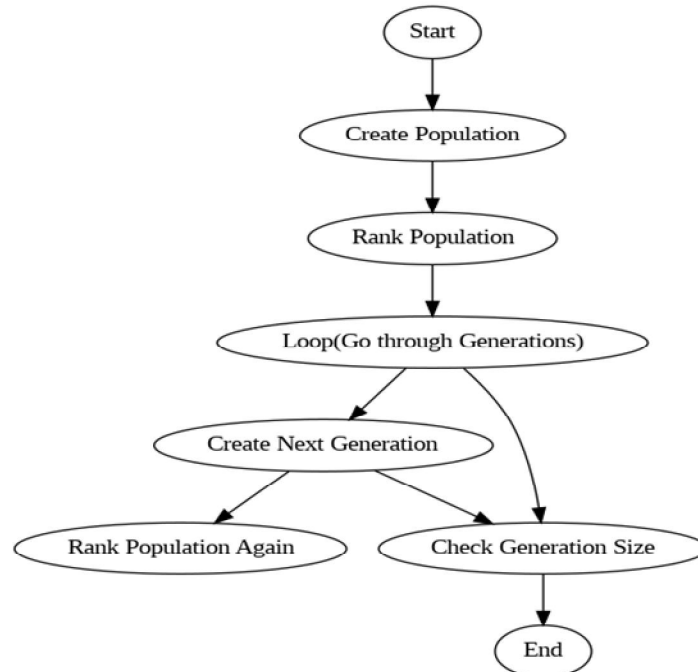 Start
Create Population
Rank Population
Loop(Go through Generations)
Create Next Generation
Rank Population Again
Check Generation Size
End